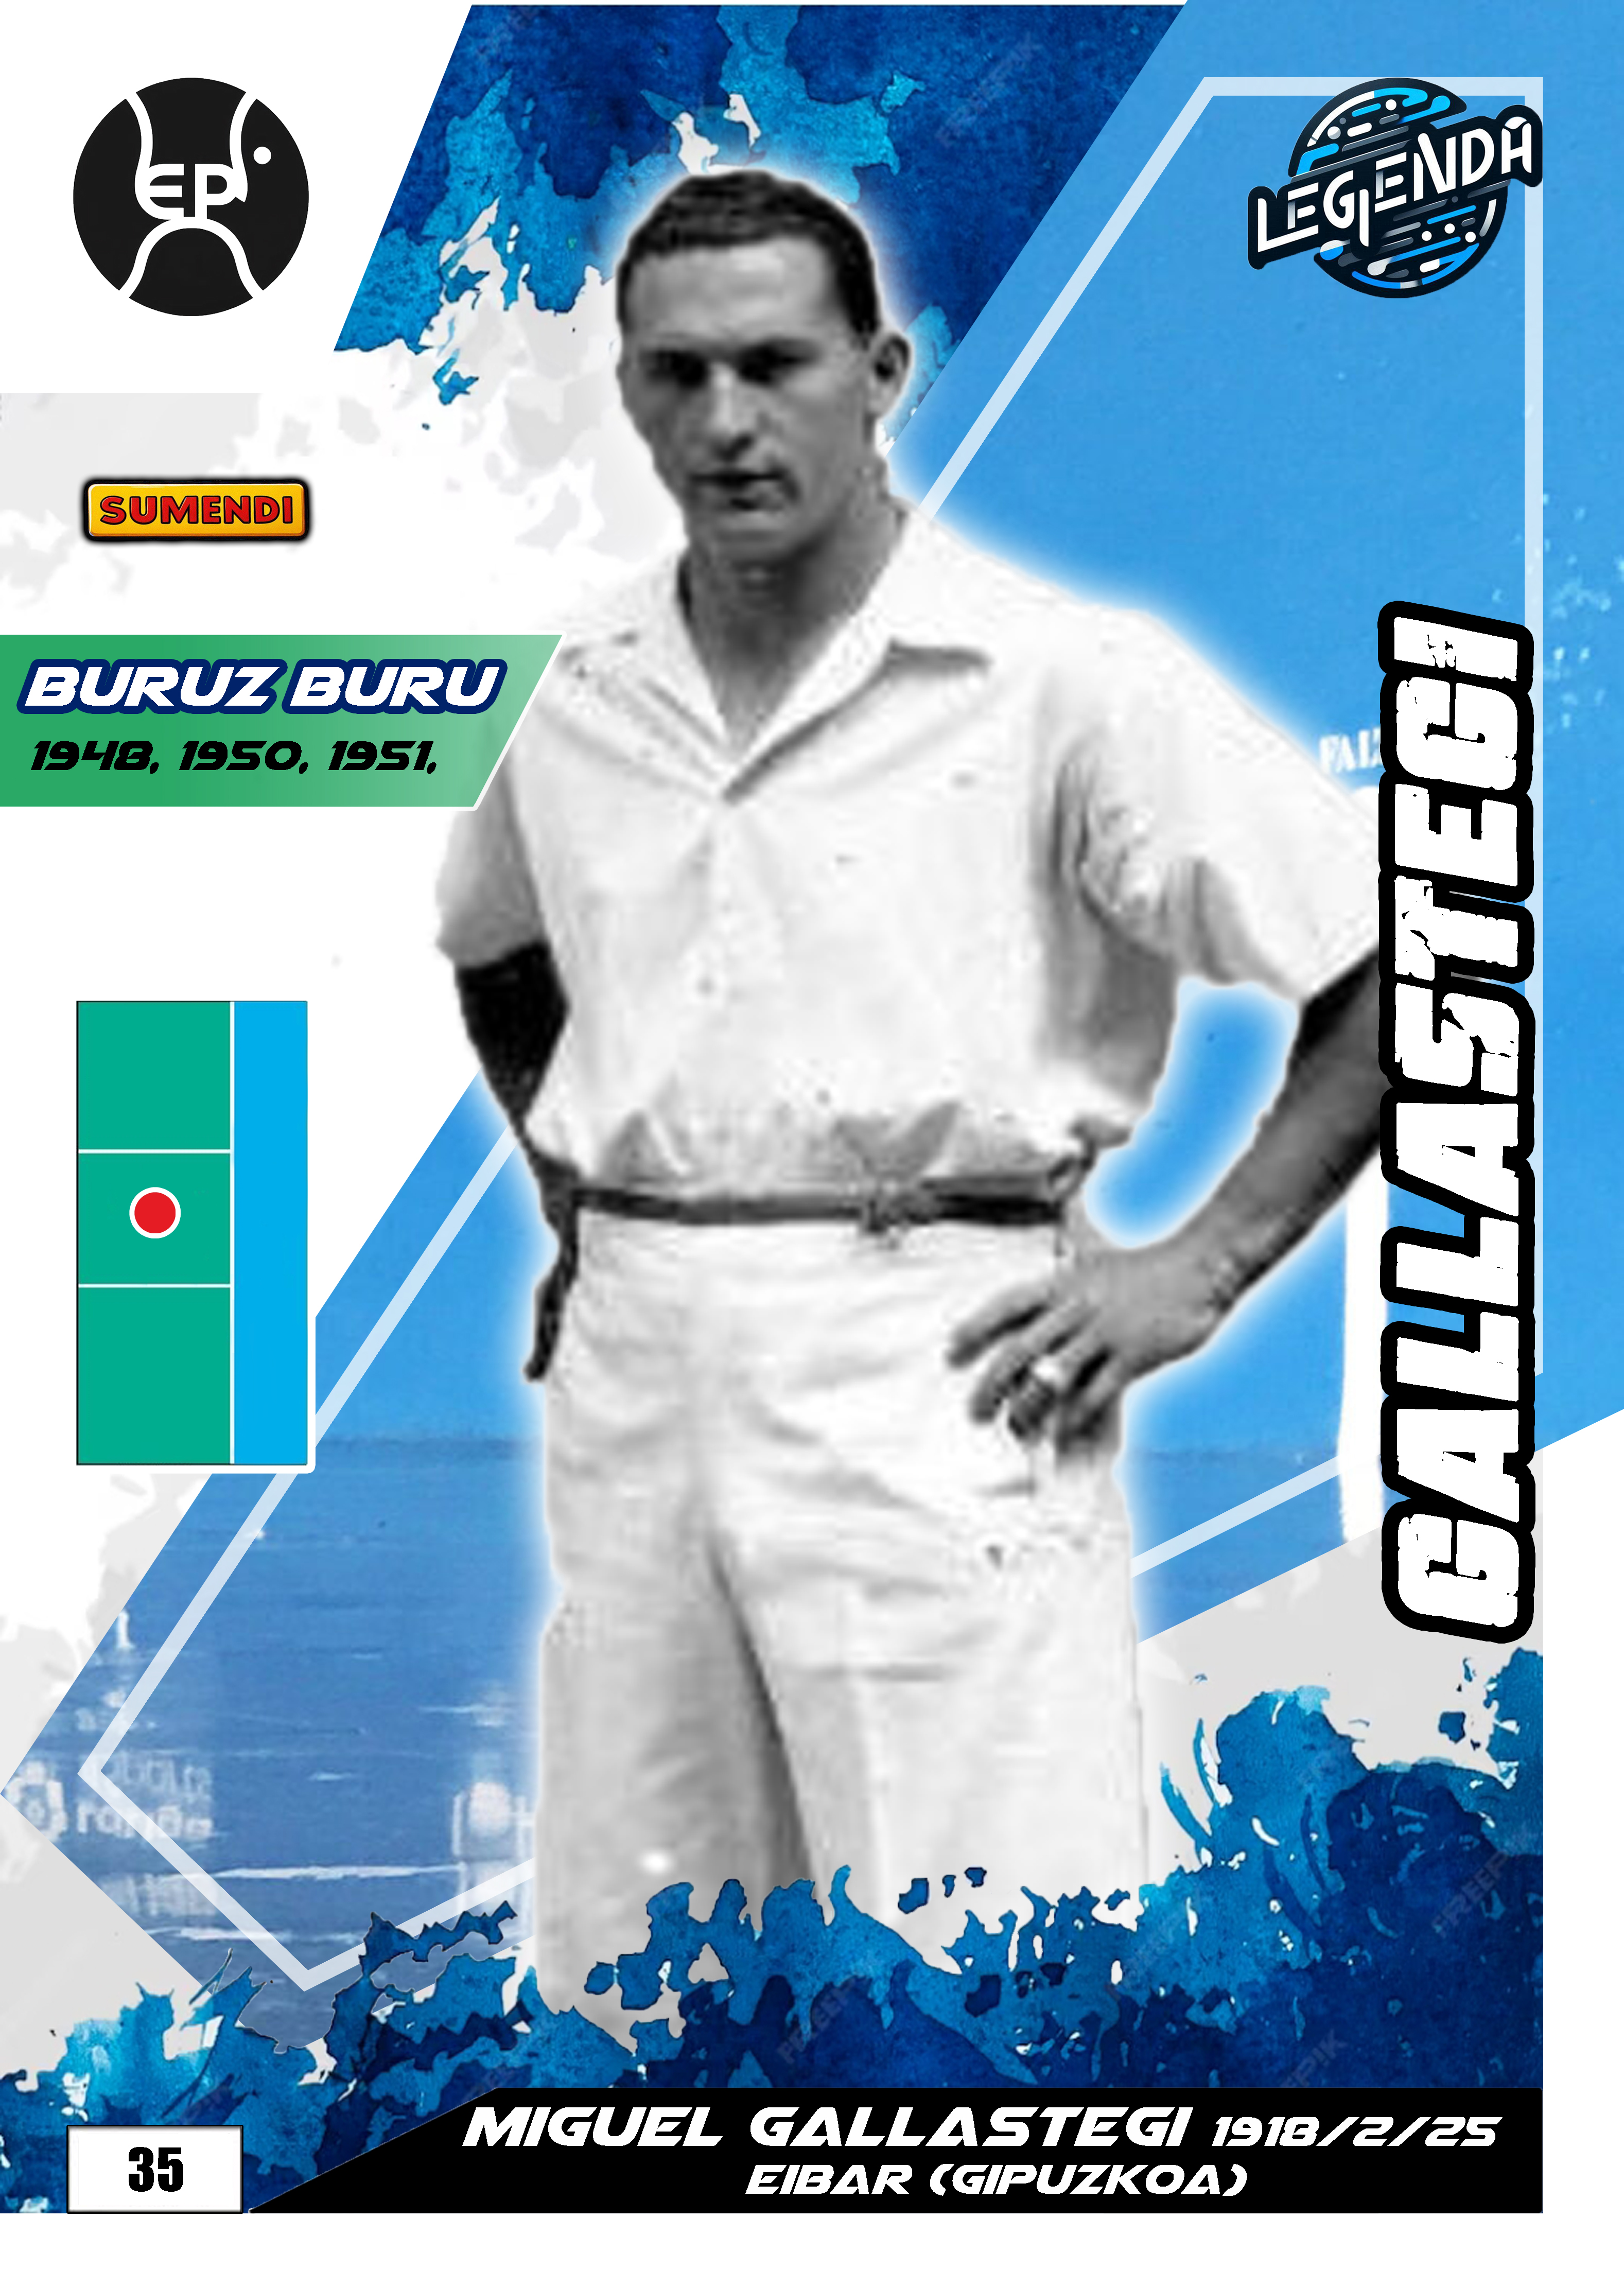 EP
LEGENDA
SUMENDI
BURUZ BURU
1948, 1950, 1951,
GALLASTEGI
MIGUEL GALLASTEGI 1918/2/25
EIBAR (GIPUZKOA)
35